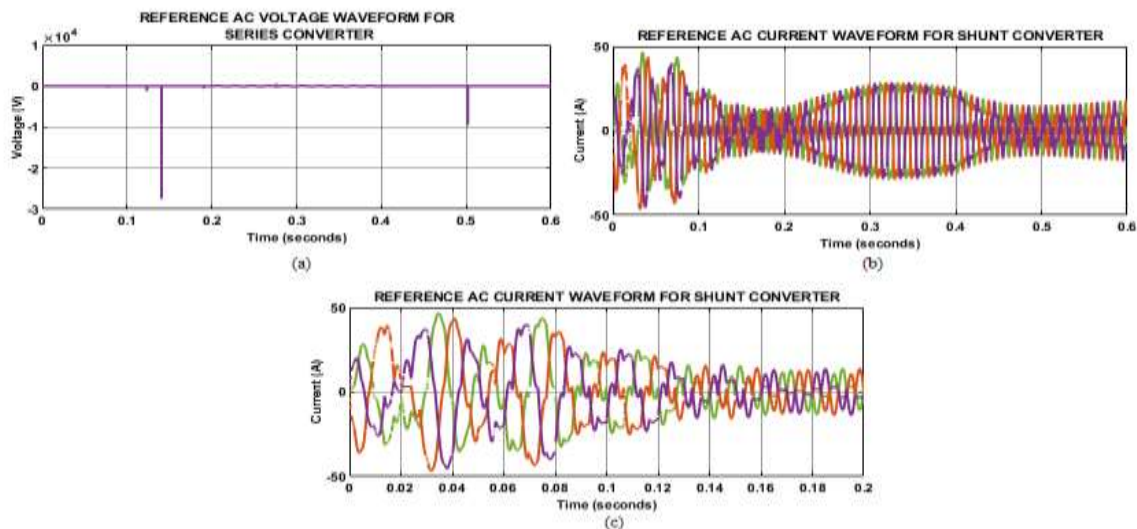 REFERENCE AC VOLTAGE WAVEFORM FOR
SERIES CONVERTER
×10⁴
1
0
-1
-2
-3
Voltage (V)
0 0.1 0.2 0.3 0.4 0.5 0.6
Time (seconds)
(a)
REFERENCE AC CURRENT WAVEFORM FOR SHUNT CONVERTER
50
0
-50
Current (A)
0 0.1 0.2 0.3 0.4 0.5 0.6
Time (seconds)
(b)
REFERENCE AC CURRENT WAVEFORM FOR SHUNT CONVERTER
50
0
-50
Current (A)
0 0.02 0.04 0.06 0.08 0.1 0.12 0.14 0.16 0.18 0.2
Time (seconds)
(c)